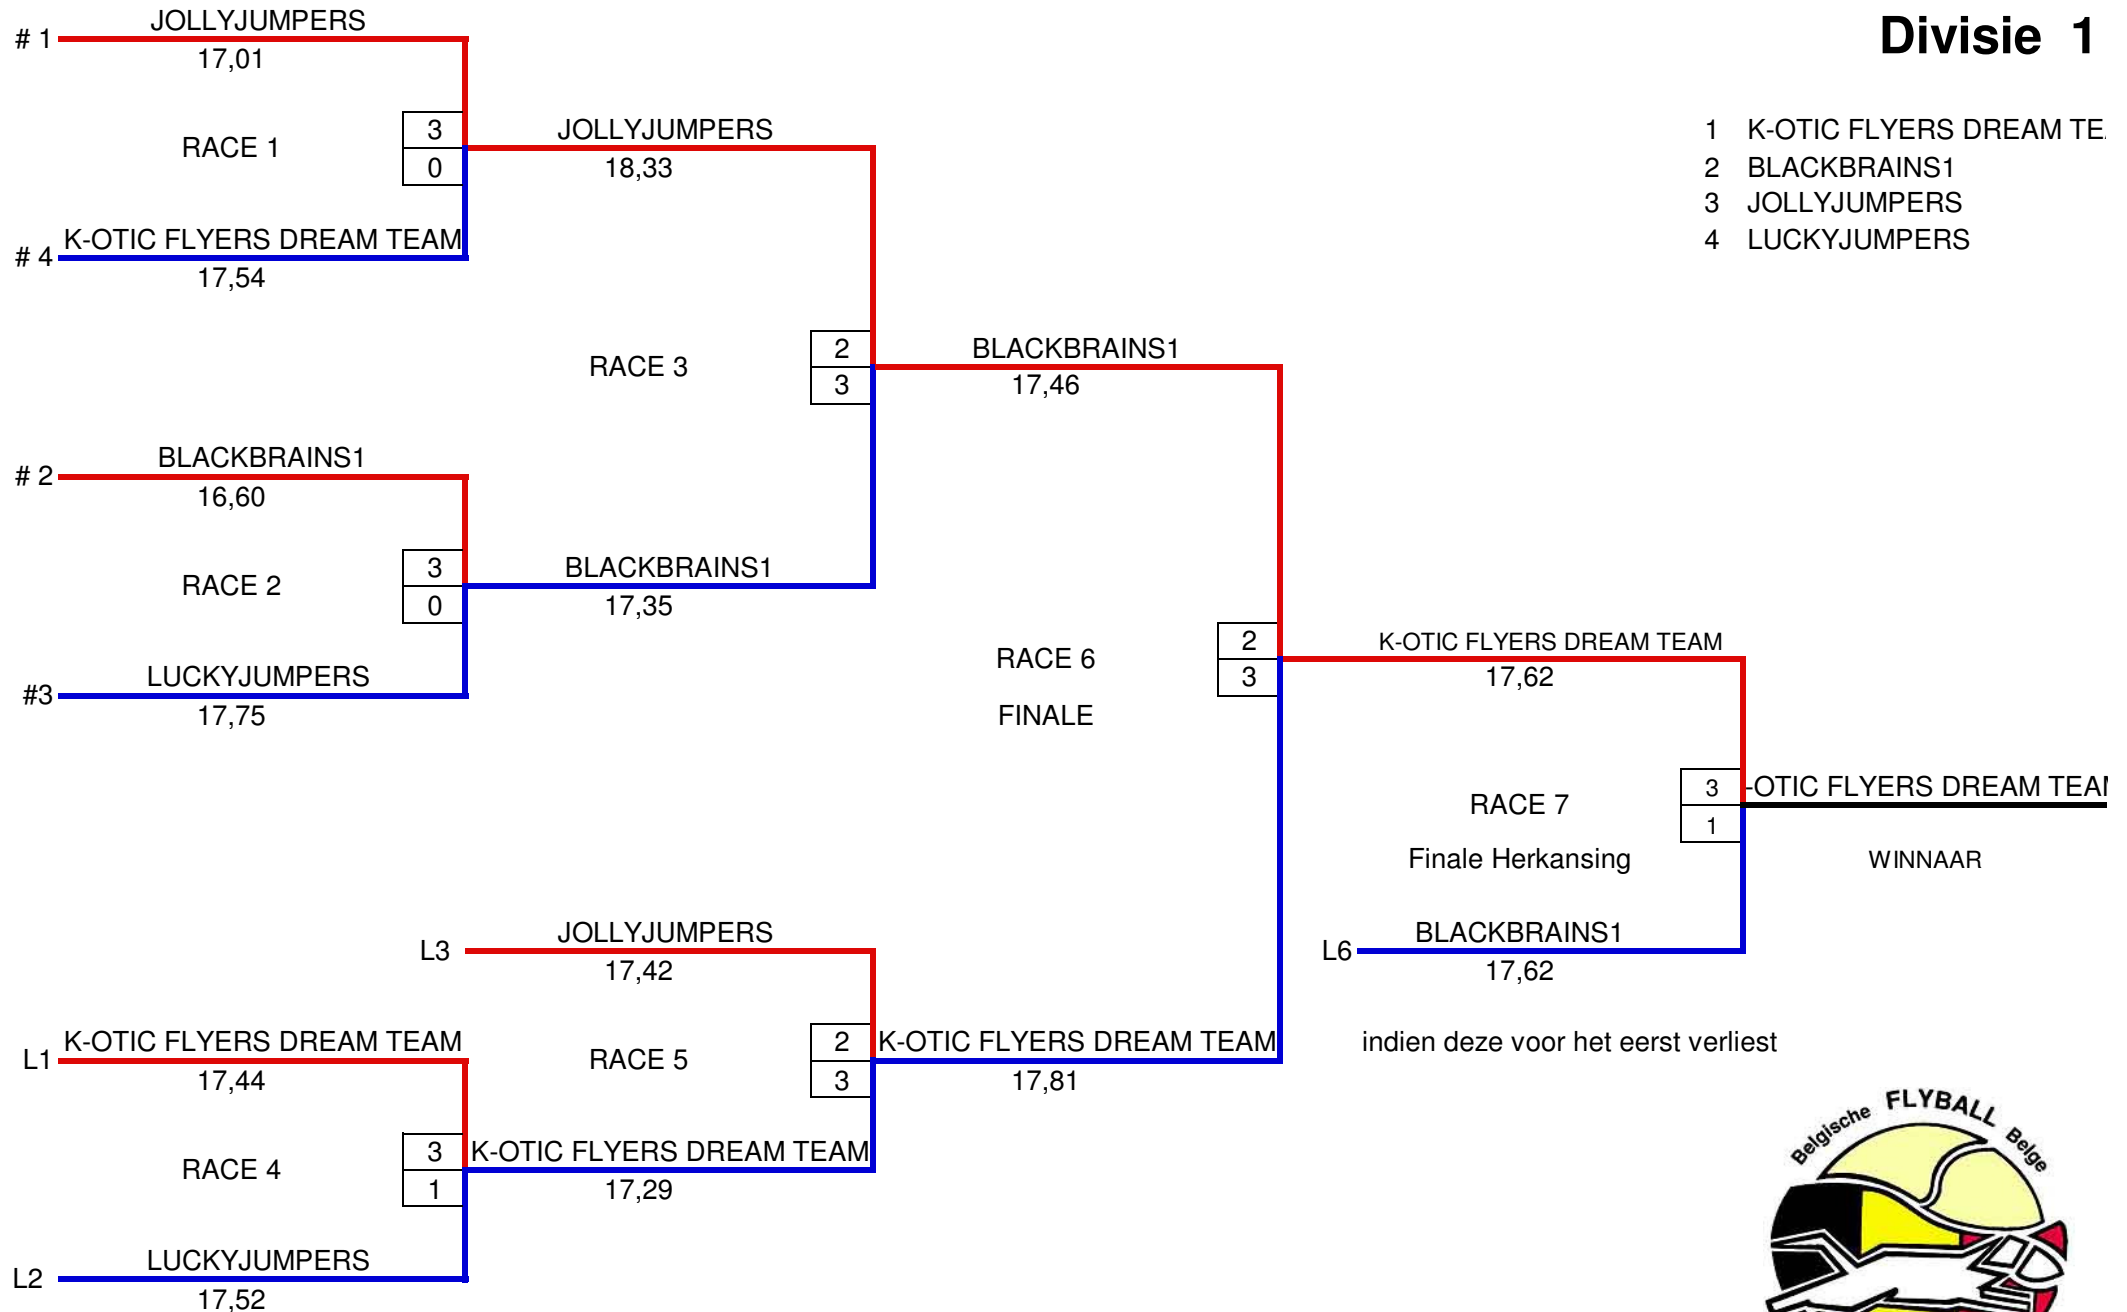 Divisie 1
1 K-OTIC FLYERS DREAM TEA
2 BLACKBRAINS1
3 JOLLYJUMPERS
4 LUCKYJUMPERS
# 1 JOLLYJUMPERS
17,01
RACE 1
3
0
# 4 K-OTIC FLYERS DREAM TEAM
17,54
JOLLYJUMPERS
18,33
RACE 3
2
3
# 2 BLACKBRAINS1
16,60
RACE 2
3
0
#3 LUCKYJUMPERS
17,75
BLACKBRAINS1
17,35
BLACKBRAINS1
17,46
RACE 6
2
3
FINALE
K-OTIC FLYERS DREAM TEAM
17,62
RACE 7
3
1
Finale Herkansing
-OTIC FLYERS DREAM TEAM
WINNAAR
L6 BLACKBRAINS1
17,62
indien deze voor het eerst verliest
L3 JOLLYJUMPERS
17,42
RACE 5
2
3
K-OTIC FLYERS DREAM TEAM
17,81
L1 K-OTIC FLYERS DREAM TEAM
17,44
RACE 4
3
1
K-OTIC FLYERS DREAM TEAM
17,29
L2 LUCKYJUMPERS
17,52
Belgische FLYBALL Belge